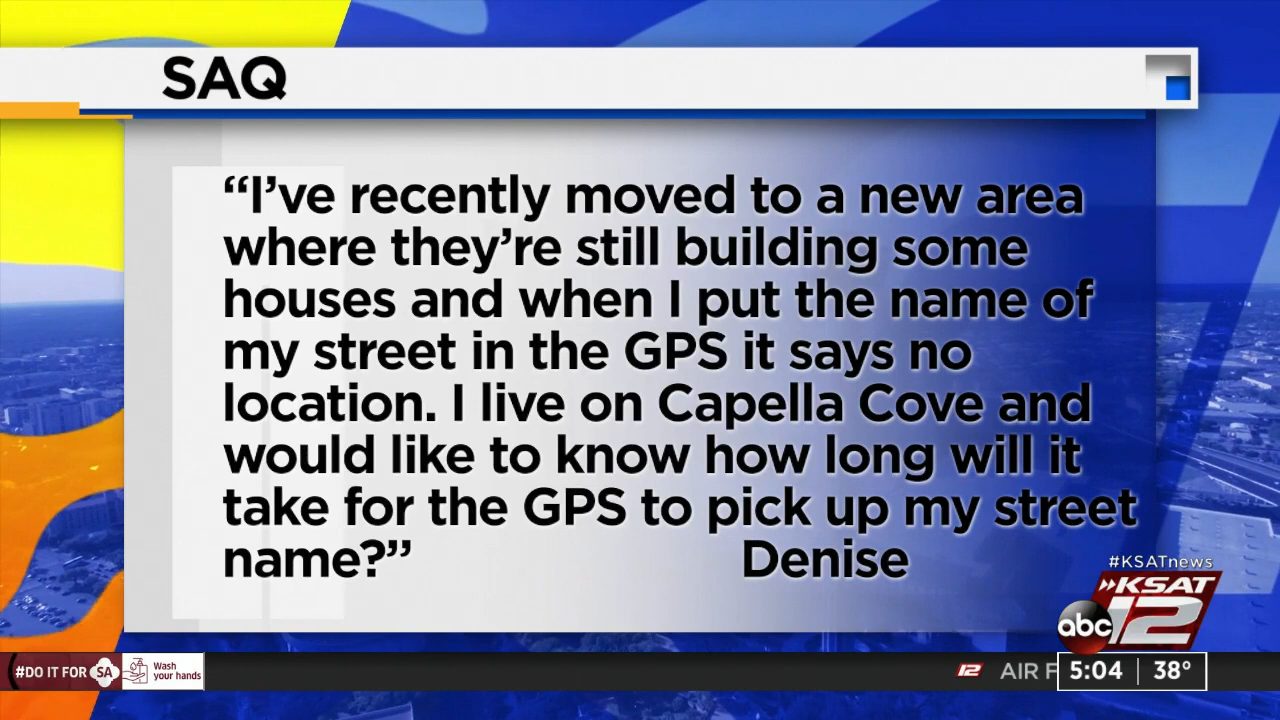 SAQ
“I’ve recently moved to a new area
where they’re still building some
houses and when I put the name of
my street in the GPS it says no
location. I live on Capella Cove and
would like to know how long will it
take for the GPS to pick up my street
name?” Denise
#KSATnews
KSAT
abc 12
#DO IT FOR SA
Wash
your hands
12 AIR F
5:04 38°